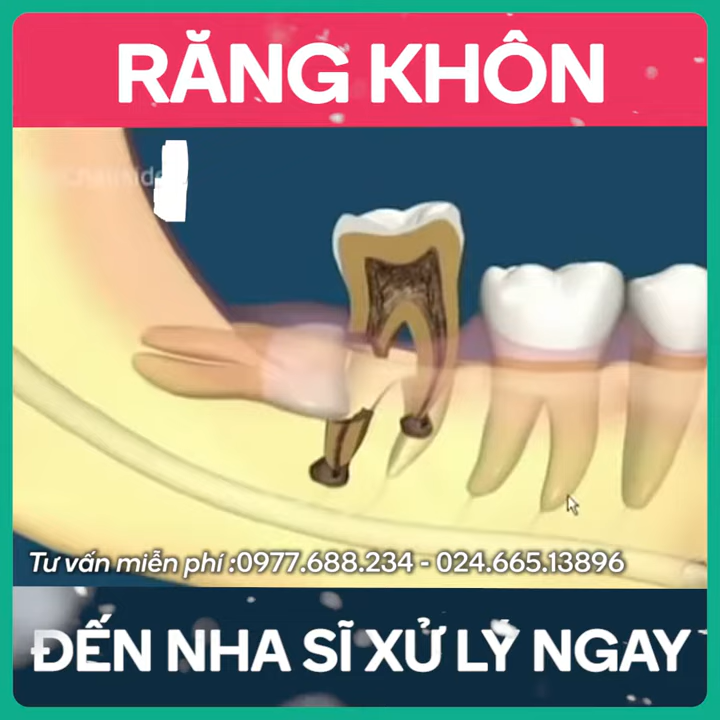 RĂNG KHÔN
Tư vấn miễn phí :0977.688.234 - 024.665.13896
ĐẾN NHA SĨ XỬ LÝ NGAY